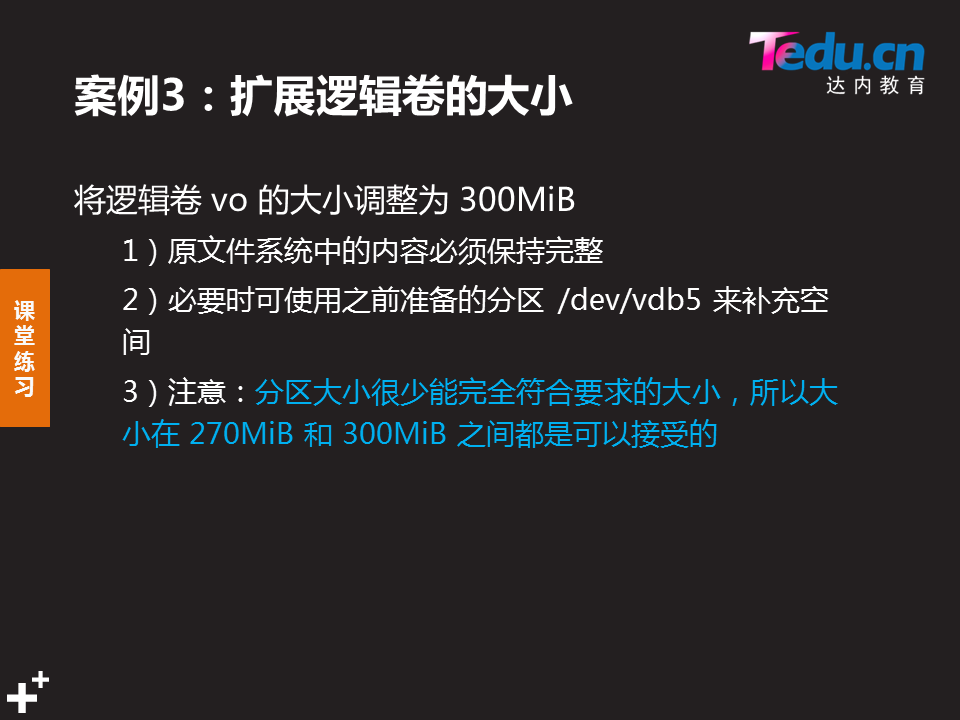 Tedu.cn
达内教育
案例3：扩展逻辑卷的大小
将逻辑卷 vo 的大小调整为 300MiB
1）原文件系统中的内容必须保持完整
2）必要时可使用之前准备的分区 /dev/vdb5 来补充空
间
3）注意：分区大小很少能完全符合要求的大小，所以大
小在 270MiB 和 300MiB 之间都是可以接受的
课
堂
练
习